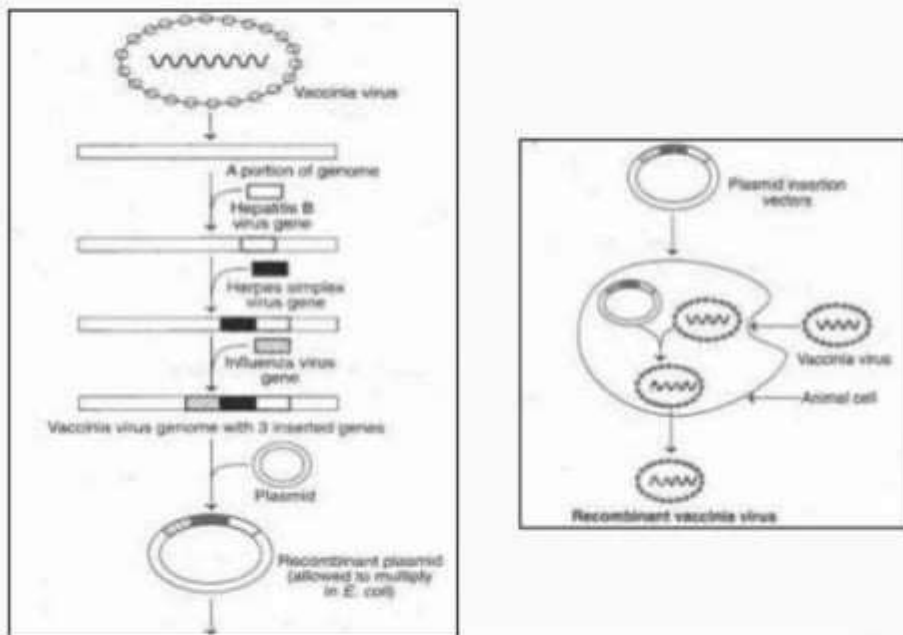 Vaccinia virus
A portion of genome
Hepatitis B
virus gene
Herpes simplex
virus gene
Influenza virus
gene
Vaccinia virus genome with 3 inserted genes
Plasmid
Recombinant plasmid
(allowed to multiply
in E. coli)
Plasmid insertion
vectors
Vaccinia virus
Animal cell
Recombinant vaccinia virus